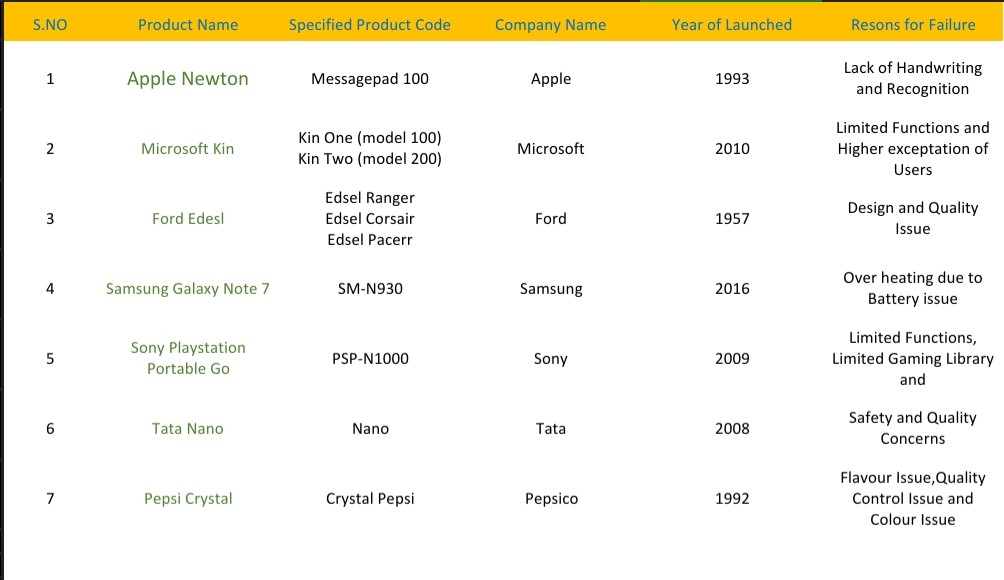 S.NO Product Name Specified Product Code Company Name Year of Launched Resons for Failure
1 Apple Newton Messagepad 100 Apple 1993 Lack of Handwriting
and Recognition
2 Microsoft Kin Kin One (model 100)
Kin Two (model 200) Microsoft 2010 Limited Functions and
Higher exceptation of
Users
3 Ford Edesl Edsel Ranger
Edsel Corsair
Edsel Pacerr Ford 1957 Design and Quality
Issue
4 Samsung Galaxy Note 7 SM-N930 Samsung 2016 Over heating due to
Battery issue
5 Sony Playstation
Portable Go PSP-N1000 Sony 2009 Limited Functions,
Limited Gaming Library
and
6 Tata Nano Nano Tata 2008 Safety and Quality
Concerns
7 Pepsi Crystal Crystal Pepsi Pepsico 1992 Flavour Issue,Quality
Control Issue and
Colour Issue